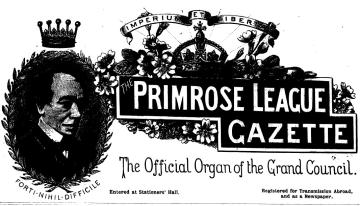 IMPERIUM ET LIBERTAS
THE
PRIMROSE LEAGUE
GAZETTE
The Official Organ of the Grand Council.
FORTI·NIHIL·DIFFICILE
Entered at Stationers' Hall.
Registered for Transmission Abroad,
and as a Newspaper.